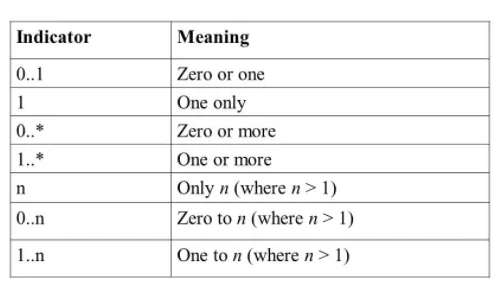 Indicator Meaning
0..1 Zero or one
1 One only
0..* Zero or more
1..* One or more
n Only n (where n > 1)
0..n Zero to n (where n > 1)
1..n One to n (where n > 1)